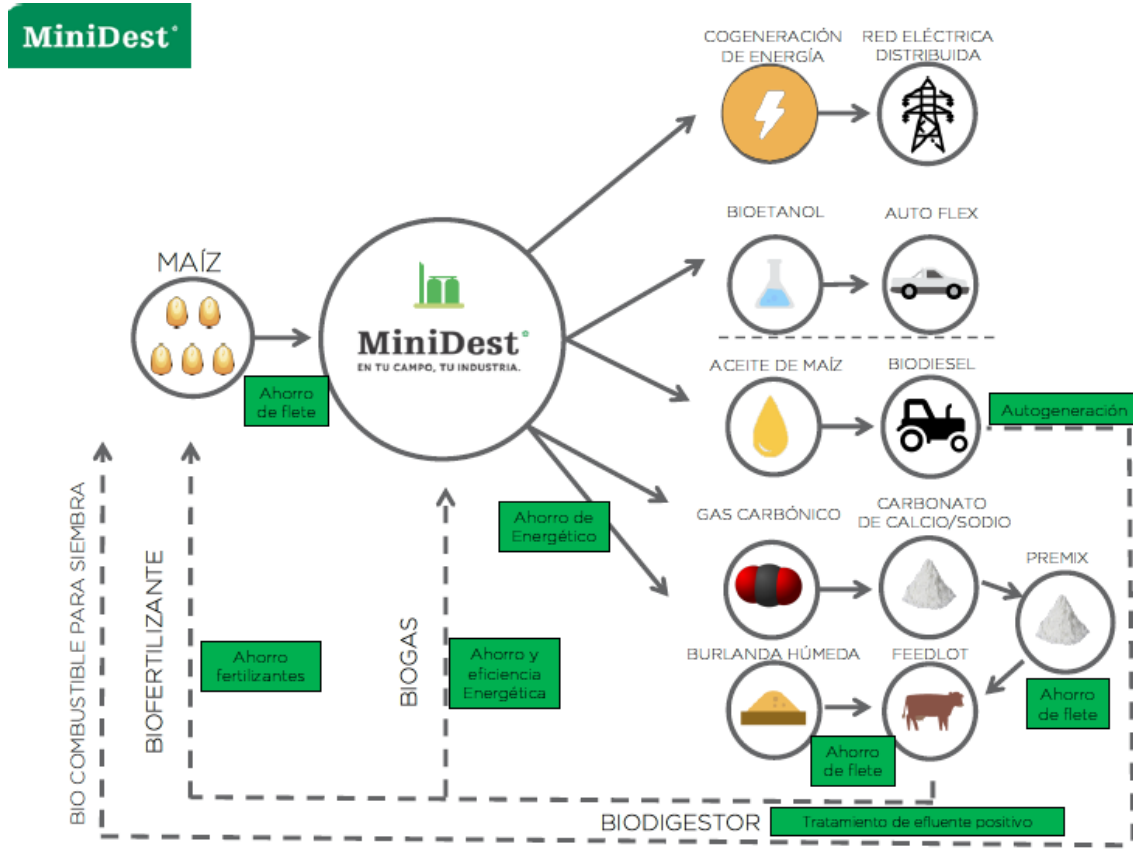 MiniDest
COGENERACIÓN
DE ENERGÍA
RED ELÉCTRICA
DISTRIBUIDA
BIOETANOL
AUTO FLEX
MAÍZ
MiniDest
EN TU CAMPO, TU INDUSTRIA.
Ahorro
de flete
ACEITE DE MAÍZ
BIODIESEL
Autogeneración
Ahorro de
Energético
GAS CARBÓNICO
CARBONATO
DE CALCIO/SODIO
PREMIX
BIO COMBUSTIBLE PARA SIEMBRA
BIOFERTILIZANTE
Ahorro
fertilizantes
BIOGAS
Ahorro y
eficiencia
Energética
BURLANDA HÚMEDA
FEEDLOT
Ahorro
de flete
Ahorro
de flete
BIODIGESTOR
Tratamiento de efluente positivo